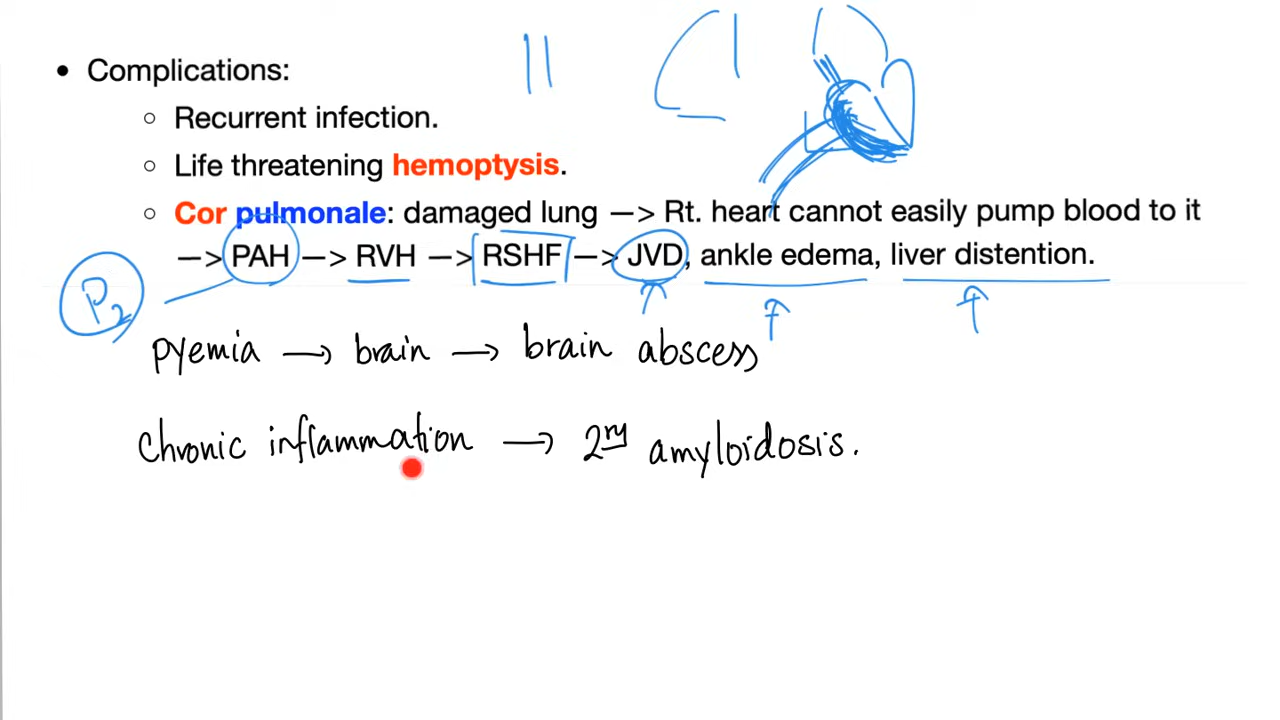 • Complications:
○ Recurrent infection.
○ Life threatening hemoptysis.
○ Cor pulmonale: damaged lung —> Rt. heart cannot easily pump blood to it
—> PAH —> RVH —> RSHF —> JVD, ankle edema, liver distention.
P2
pyemia → brain → brain abscess
chronic inflammation → 2ry amyloidosis.